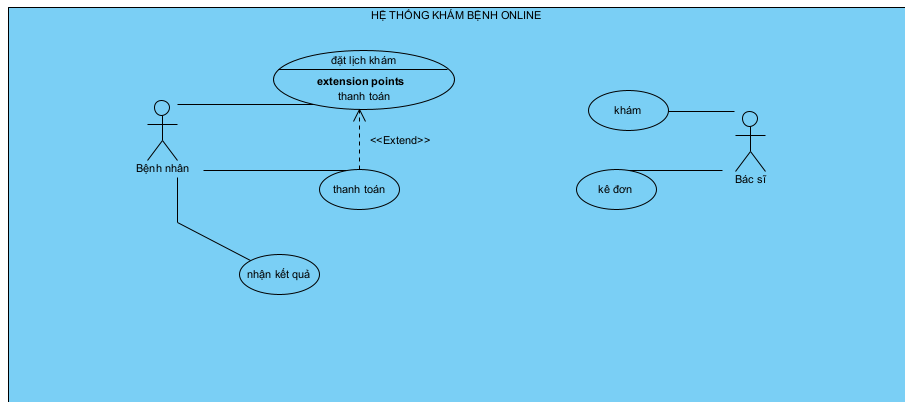 HỆ THỐNG KHÁM BỆNH ONLINE
đặt lịch khám
extension points
thanh toán
<<Extend>>
Bệnh nhân
thanh toán
nhận kết quả
khám
kê đơn
Bác sĩ